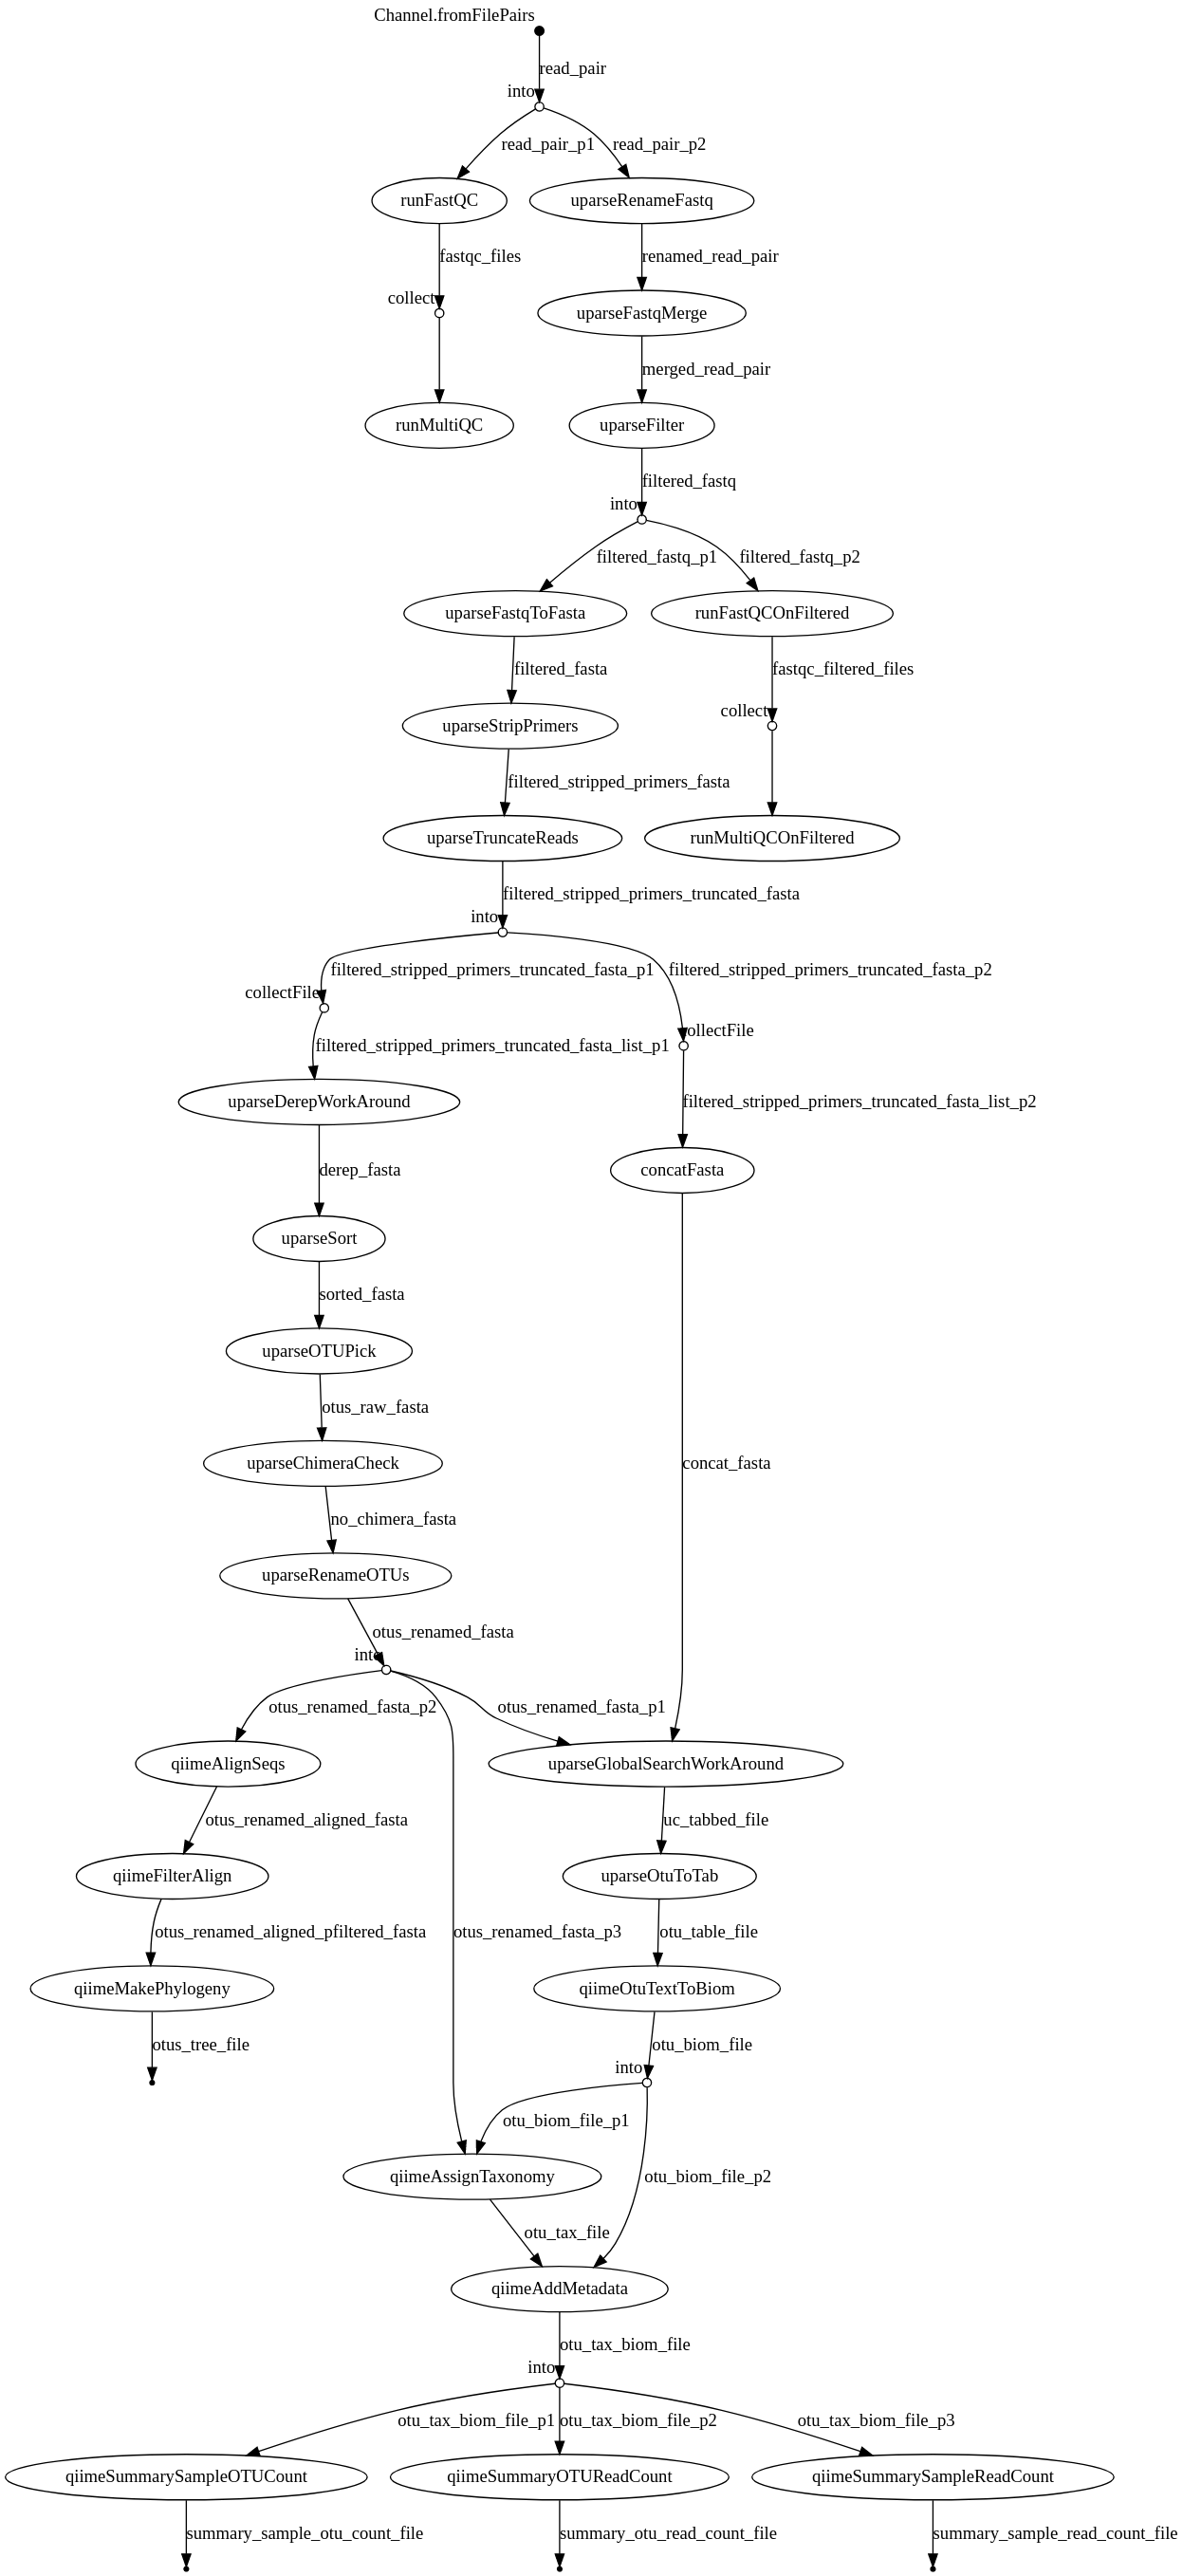 Channel.fromFilePairs
read_pair
into
read_pair_p1
read_pair_p2
runFastQC
uparseRenameFastq
fastqc_files
renamed_read_pair
collect
uparseFastqMerge
merged_read_pair
runMultiQC
uparseFilter
filtered_fastq
into
filtered_fastq_p1
filtered_fastq_p2
uparseFastqToFasta
runFastQCOnFiltered
filtered_fasta
fastqc_filtered_files
collect
uparseStripPrimers
filtered_stripped_primers_fasta
uparseTruncateReads
runMultiQCOnFiltered
filtered_stripped_primers_truncated_fasta
into
filtered_stripped_primers_truncated_fasta_p1
filtered_stripped_primers_truncated_fasta_p2
collectFile
collectFile
filtered_stripped_primers_truncated_fasta_list_p1
uparseDerepWorkAround
filtered_stripped_primers_truncated_fasta_list_p2
derep_fasta
concatFasta
uparseSort
sorted_fasta
uparseOTUPick
otus_raw_fasta
uparseChimeraCheck
concat_fasta
no_chimera_fasta
uparseRenameOTUs
otus_renamed_fasta
into
otus_renamed_fasta_p2
otus_renamed_fasta_p1
qiimeAlignSeqs
uparseGlobalSearchWorkAround
otus_renamed_aligned_fasta
uc_tabbed_file
qiimeFilterAlign
uparseOtuToTab
otus_renamed_aligned_pfiltered_fasta
otus_renamed_fasta_p3
otu_table_file
qiimeMakePhylogeny
qiimeOtuTextToBiom
otus_tree_file
otu_biom_file
into
otu_biom_file_p1
qiimeAssignTaxonomy
otu_biom_file_p2
otu_tax_file
qiimeAddMetadata
otu_tax_biom_file
into
otu_tax_biom_file_p1
otu_tax_biom_file_p2
otu_tax_biom_file_p3
qiimeSummarySampleOTUCount
qiimeSummaryOTUReadCount
qiimeSummarySampleReadCount
summary_sample_otu_count_file
summary_otu_read_count_file
summary_sample_read_count_file